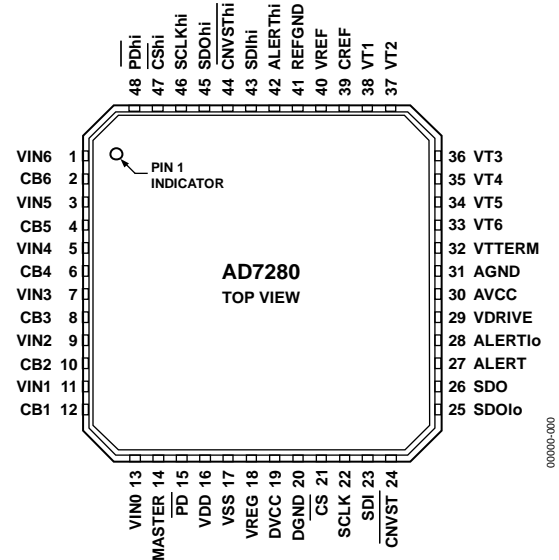 48 PDhi
47 CShi
46 SCLKhi
45 SDOhi
44 CNVSThi
43 SDIhi
42 ALERThi
41 REFGND
40 VREF
39 CREF
38 VT1
37 VT2
VIN6 1
CB6 2
VIN5 3
CB5 4
VIN4 5
CB4 6
VIN3 7
CB3 8
VIN2 9
CB2 10
VIN1 11
CB1 12
PIN 1
INDICATOR
AD7280
TOP VIEW
36 VT3
35 VT4
34 VT5
33 VT6
32 VTTERM
31 AGND
30 AVCC
29 VDRIVE
28 ALERTlo
27 ALERT
26 SDO
25 SDOlo
VIN0 13
MASTER 14
PD 15
VDD 16
VSS 17
VREG 18
DVCC 19
DGND 20
CS 21
SCLK 22
SDI 23
CNVST 24
00000-000